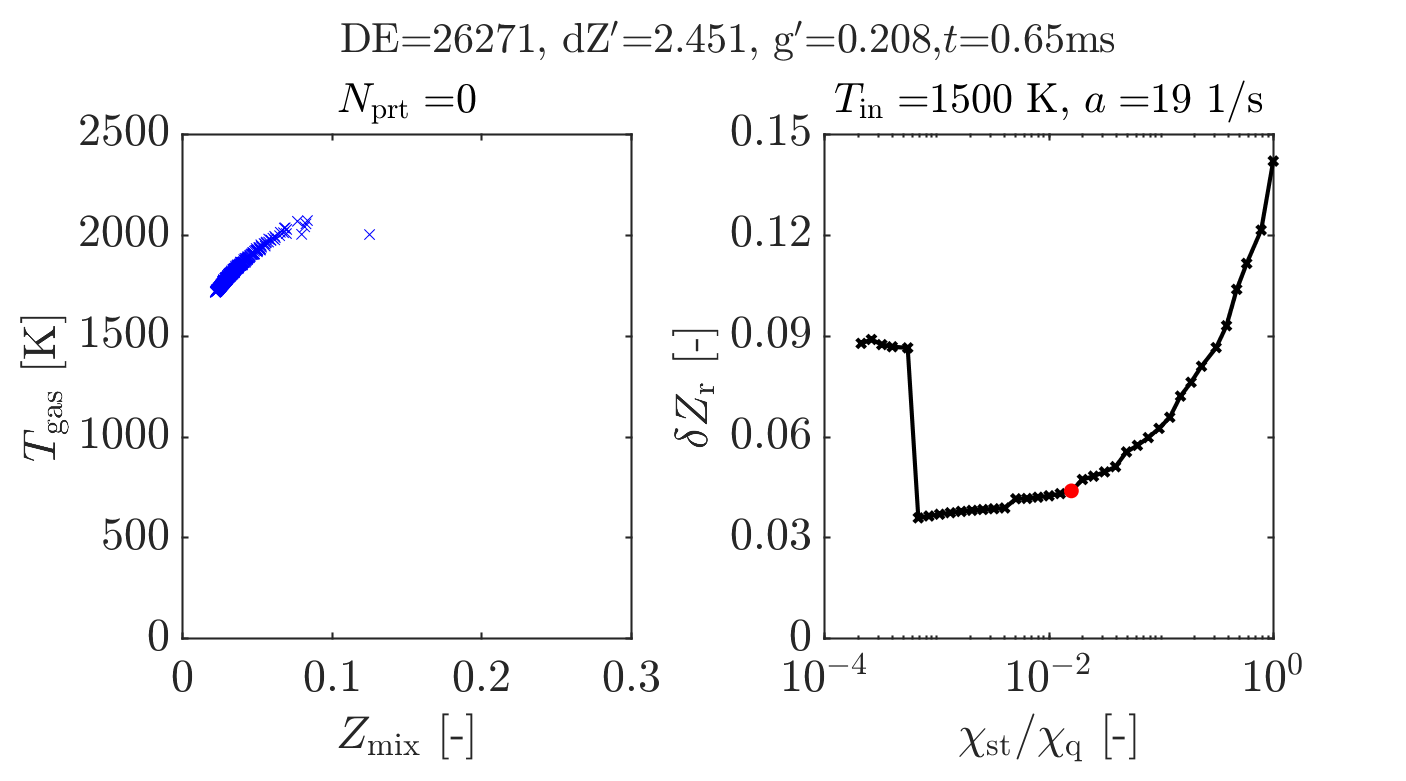 DE=26271, dZ′=2.451, g′=0.208,t=0.65ms
N_prt =0
2500
2000
1500
1000
500
0
T_gas [K]
0 0.1 0.2 0.3
Z_mix [-]
T_in =1500 K, a =19 1/s
0.15
0.12
0.09
0.06
0.03
0
δZ_r [-]
10^−4 10^−2 10^0
χ_st/χ_q [-]